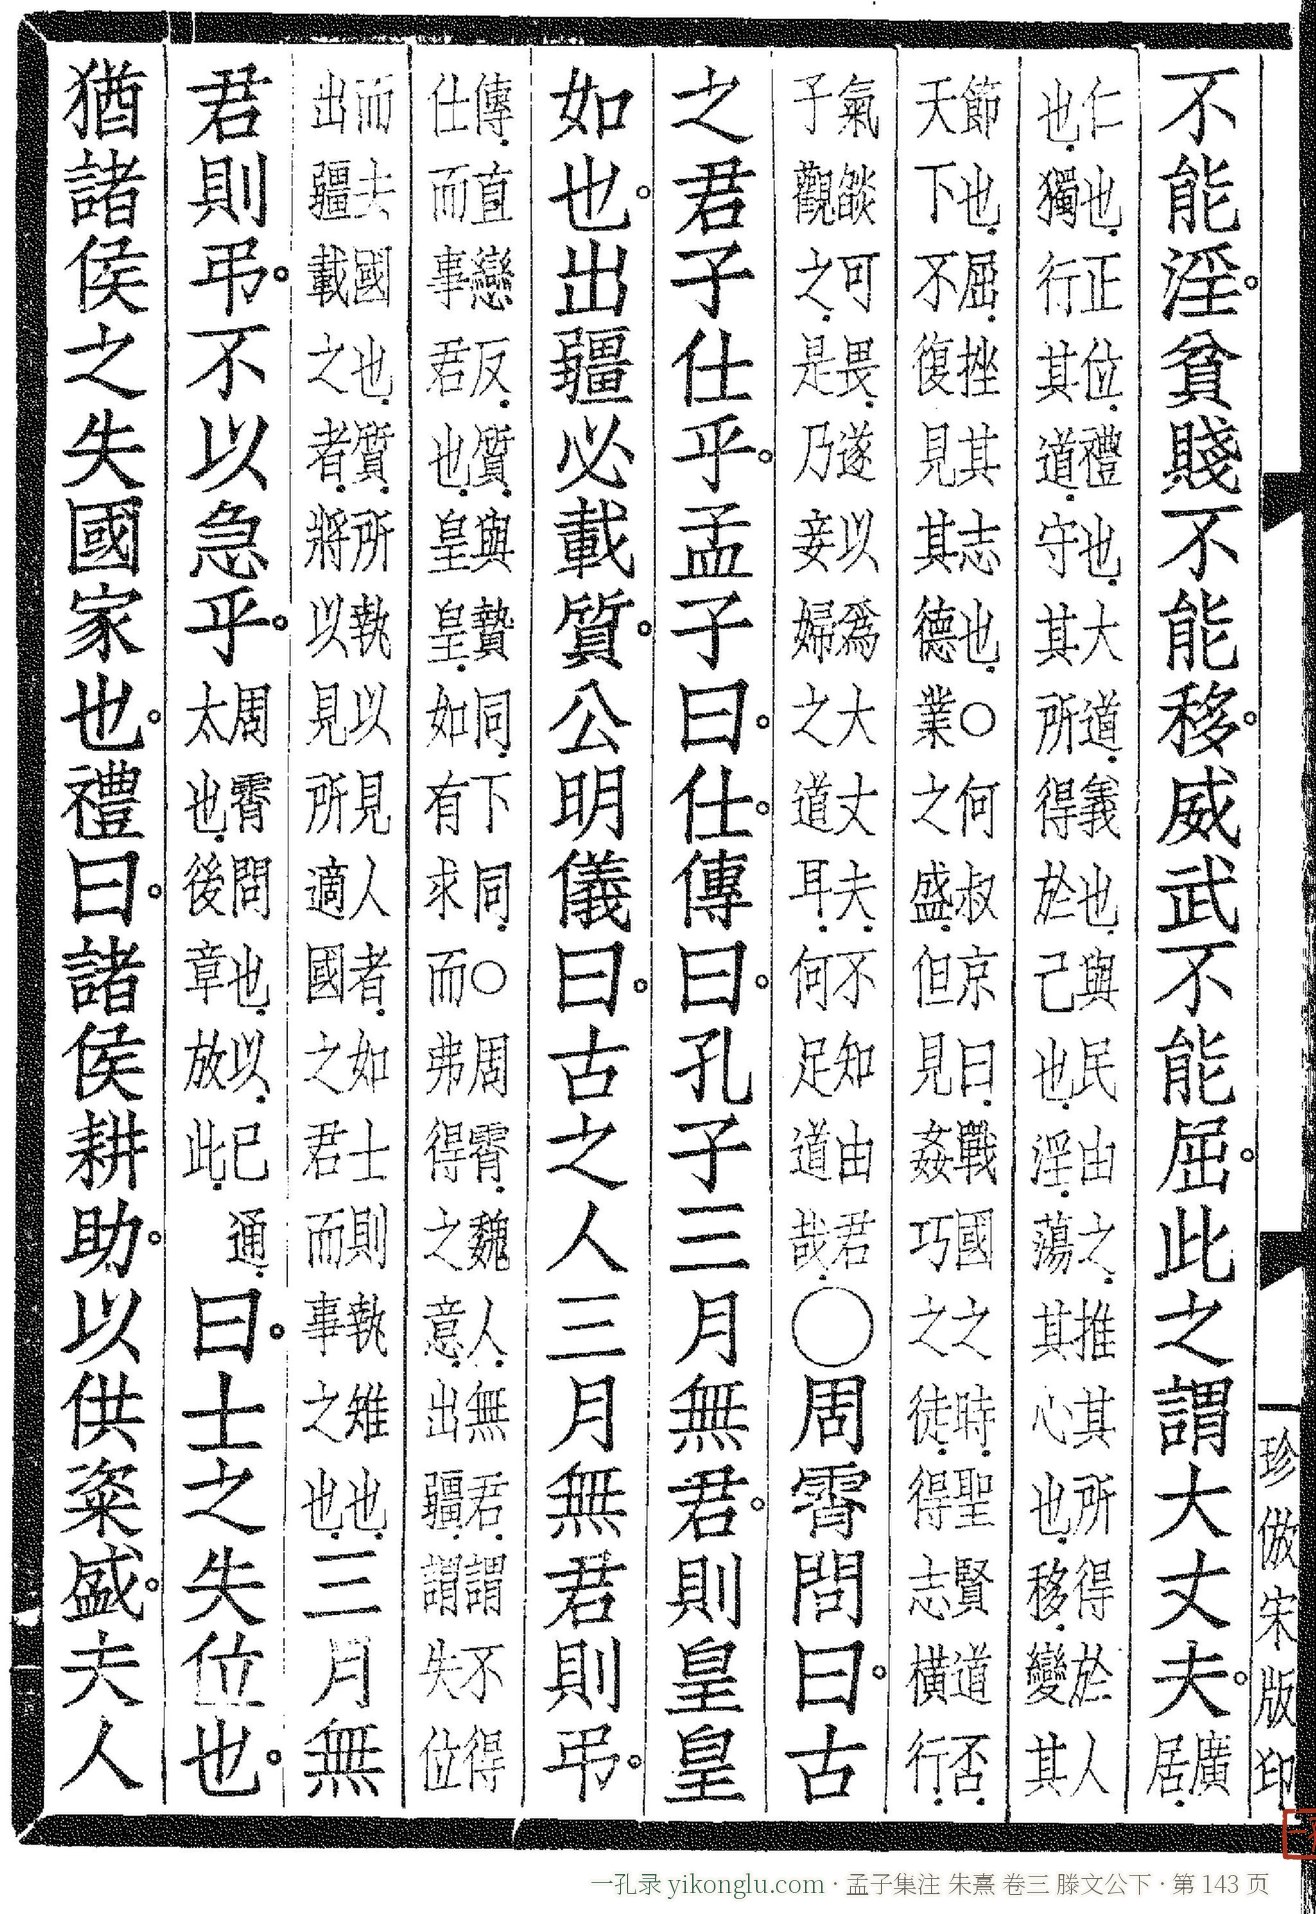 不能淫。貧賤不能移。威武不能屈。此之謂大丈夫。廣居.
仁也.正位.禮也.大道.義也.與民由之.推其所得於人
也.獨行其道.守其所得於己也.淫.蕩其心也.移.變其
節也.屈.挫其志也.○何叔京曰.戰國之時.聖賢道否.
天下不復見其德業之盛.但見姦巧之徒.得志橫行.
氣燄可畏.遂以爲大丈夫.不知由君
子觀之.是乃妾婦之道耳.何足道哉.
○周霄問曰。古
之君子仕乎。孟子曰。仕。傳曰。孔子三月無君。則皇皇
如也。出疆必載質。公明儀曰。古之人三月無君則弔。
傳.直戀反.質.與贄同.下同.○周霄.魏人.無君.謂不得
仕而事君也.皇皇.如有求而弗得之意.出疆.謂失位
而去國也.質.所執以見人者.如士則執雉也.
出疆載之者.將以見所適國之君而事之也.
三月無
君則弔。不以急乎。
周霄問也.以.已通.
太也.後章放此.
曰。士之失位也。
猶諸侯之失國家也。禮曰。諸侯耕助。以供粢盛。夫人
珍倣宋版印
一孔录 yikonglu.com · 孟子集注 朱熹 卷三 滕文公下 · 第 143 页